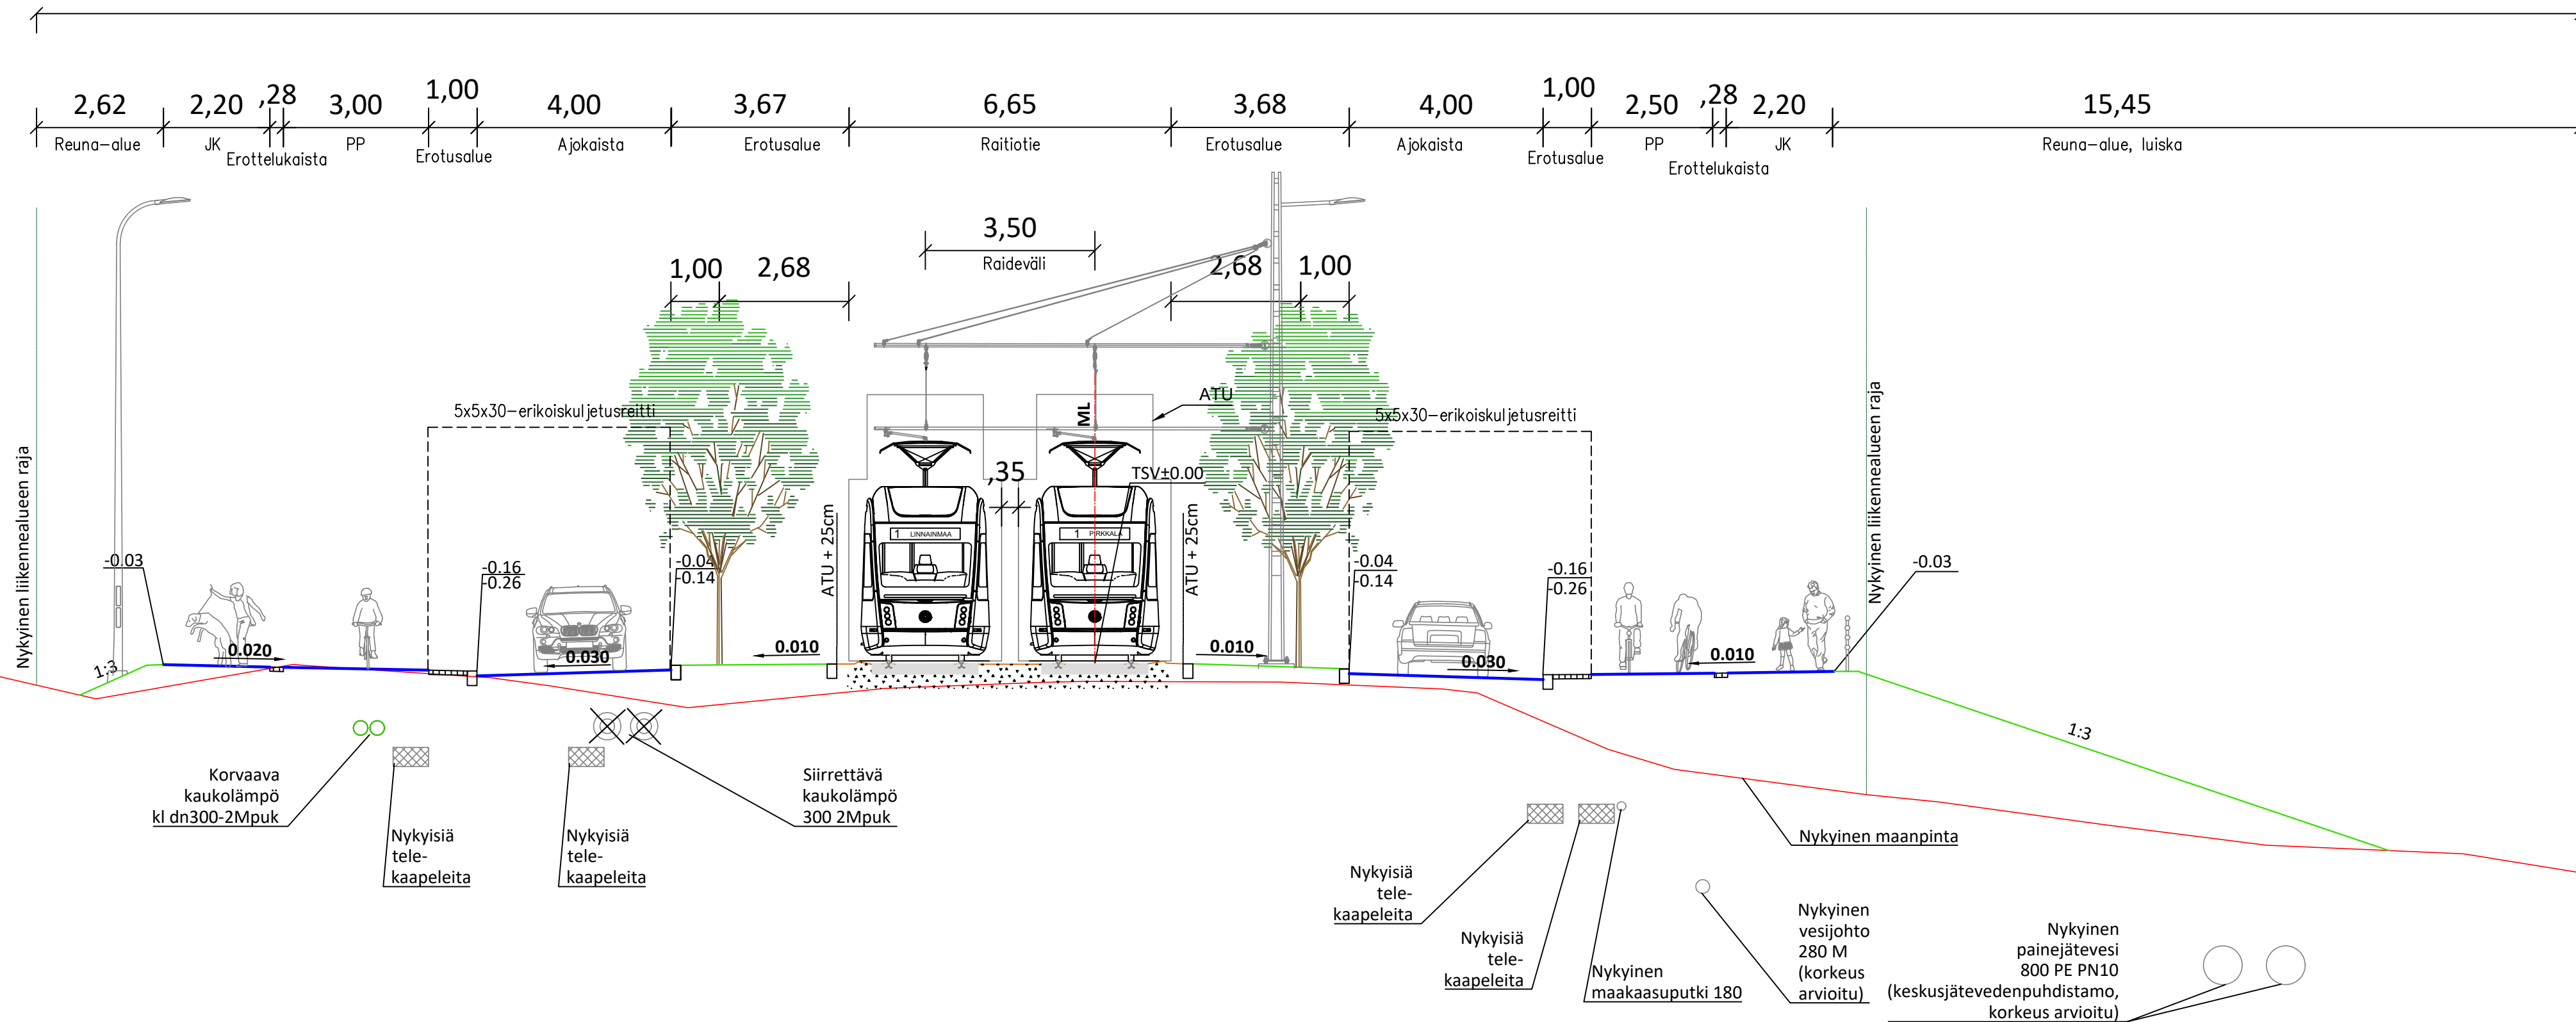 2,62 2,20 ,28 3,00 1,00 4,00 3,67 6,65 3,68 4,00 1,00 2,50 ,28 2,20 15,45
Reuna-alue JK Erottelukaista PP Erotusalue Ajokaista Erotusalue Raitiotie Erotusalue Ajokaista Erotusalue PP Erottelukaista JK Reuna-alue, luiska
3,50
Raideväli
1,00 2,68 2,68 1,00
Nykyinen liikennealueen raja
5x5x30-erikoiskuljetusreitti
ML
ATU
5x5x30-erikoiskuljetusreitti
Nykyinen liikennealueen raja
,35
TSV±0.00
ATU + 25cm
ATU + 25cm
1 LINNAINMAA
1 PIRKKALA
-0.03
-0.16
-0.26
-0.04
-0.14
-0.04
-0.14
-0.16
-0.26
-0.03
1:3
0.020
0.030
0.010
0.010
0.030
0.010
1:3
Korvaava
kaukolämpö
kl dn300-2Mpuk
Nykyisiä
tele-
kaapeleita
Nykyisiä
tele-
kaapeleita
Siirrettävä
kaukolämpö
300 2Mpuk
Nykyisiä
tele-
kaapeleita
Nykyisiä
tele-
kaapeleita
Nykyinen
maakaasuputki 180
Nykyinen maanpinta
Nykyinen
vesijohto
280 M
(korkeus
arvioitu)
Nykyinen
painejätevesi
800 PE PN10
(keskusjätevedenpuhdistamo,
korkeus arvioitu)